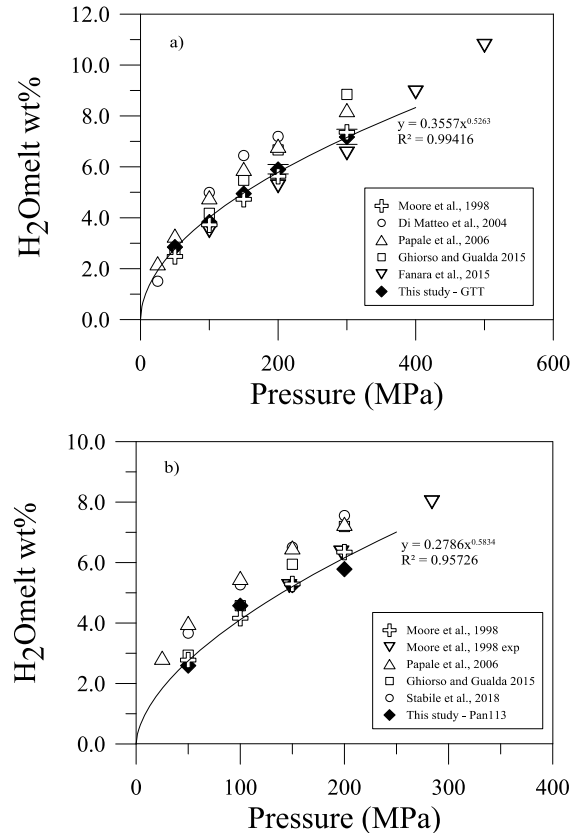 12.0
a)
10.0
8.0
6.0
4.0
2.0
0.0
H2Omelt wt%
y = 0.3557x^0.5263
R² = 0.99416
Moore et al., 1998
Di Matteo et al., 2004
Papale et al., 2006
Ghiorso and Gualda 2015
Fanara et al., 2015
This study - GTT
0 200 400 600
Pressure (MPa)
10.0
b)
8.0
6.0
4.0
2.0
0.0
H2Omelt wt%
y = 0.2786x^0.5834
R² = 0.95726
Moore et al., 1998
Moore et al., 1998 exp
Papale et al., 2006
Ghiorso and Gualda 2015
Stabile et al., 2018
This study - Pan113
0 100 200 300 400
Pressure (MPa)